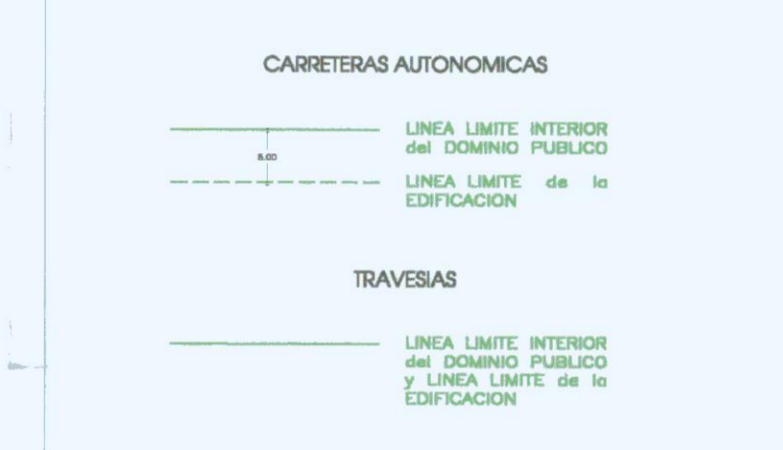 CARRETERAS AUTONOMICAS
LINEA LIMITE INTERIOR
del DOMINIO PUBLICO
5.00
LINEA LIMITE de la
EDIFICACION
TRAVESIAS
LINEA LIMITE INTERIOR
del DOMINIO PUBLICO
y LINEA LIMITE de la
EDIFICACION